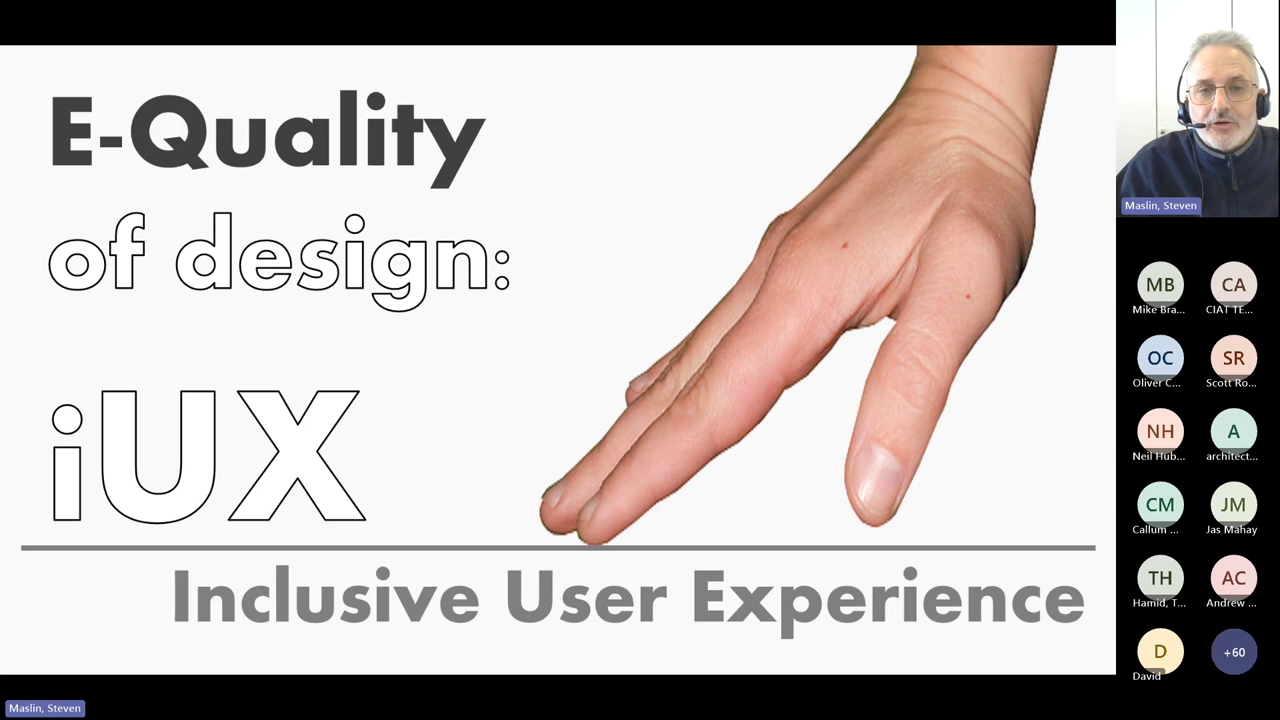 E-Quality
of design:
iUX
Inclusive User Experience
Maslin, Steven
MB
CA
Mike Bra...
CIAT TE...
OC
SR
Oliver C...
Scott Ro...
NH
A
Neil Hub...
architect...
CM
JM
Callum ...
Jas Mahay
TH
AC
Hamid, T...
Andrew ...
D
+60
David
Maslin, Steven